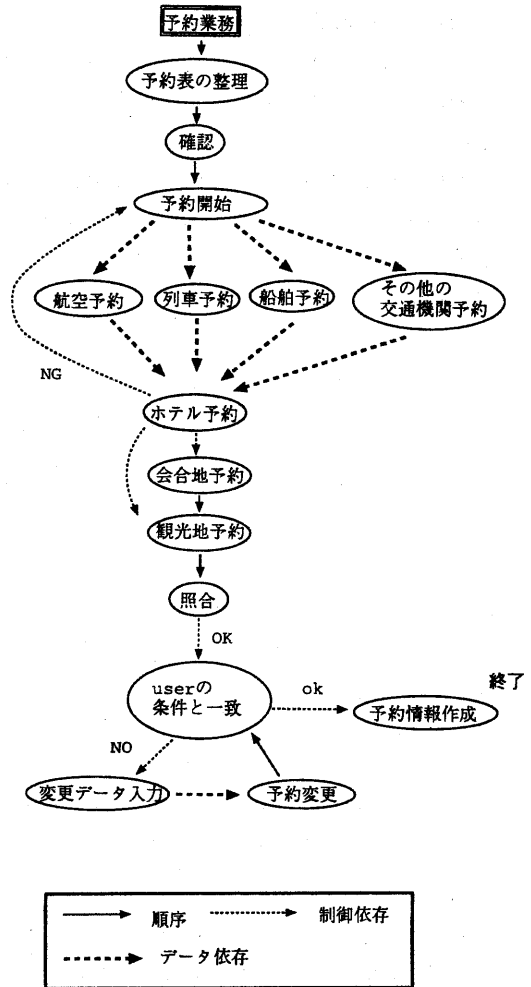 予約業務
予約表の整理
確認
予約開始
航空予約
列車予約
船舶予約
その他の
交通機関予約
NG
ホテル予約
会合地予約
観光地予約
照合
OK
userの
条件と一致
ok
終了
予約情報作成
NO
変更データ入力
予約変更
順序
制御依存
データ依存